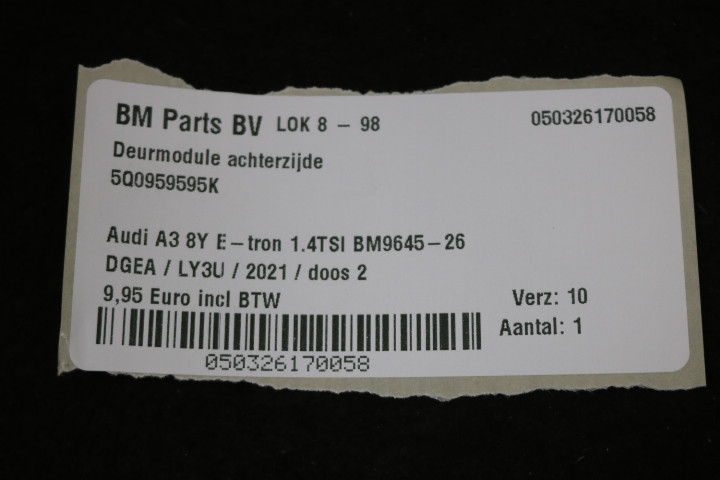 BM Parts BV LOK 8 - 98 050326170058
Deurmodule achterzijde
5Q0959595K
Audi A3 8Y E-tron 1.4TSI BM9645-26
DGEA / LY3U / 2021 / doos 2
9,95 Euro incl BTW Verz: 10
Aantal: 1
050326170058